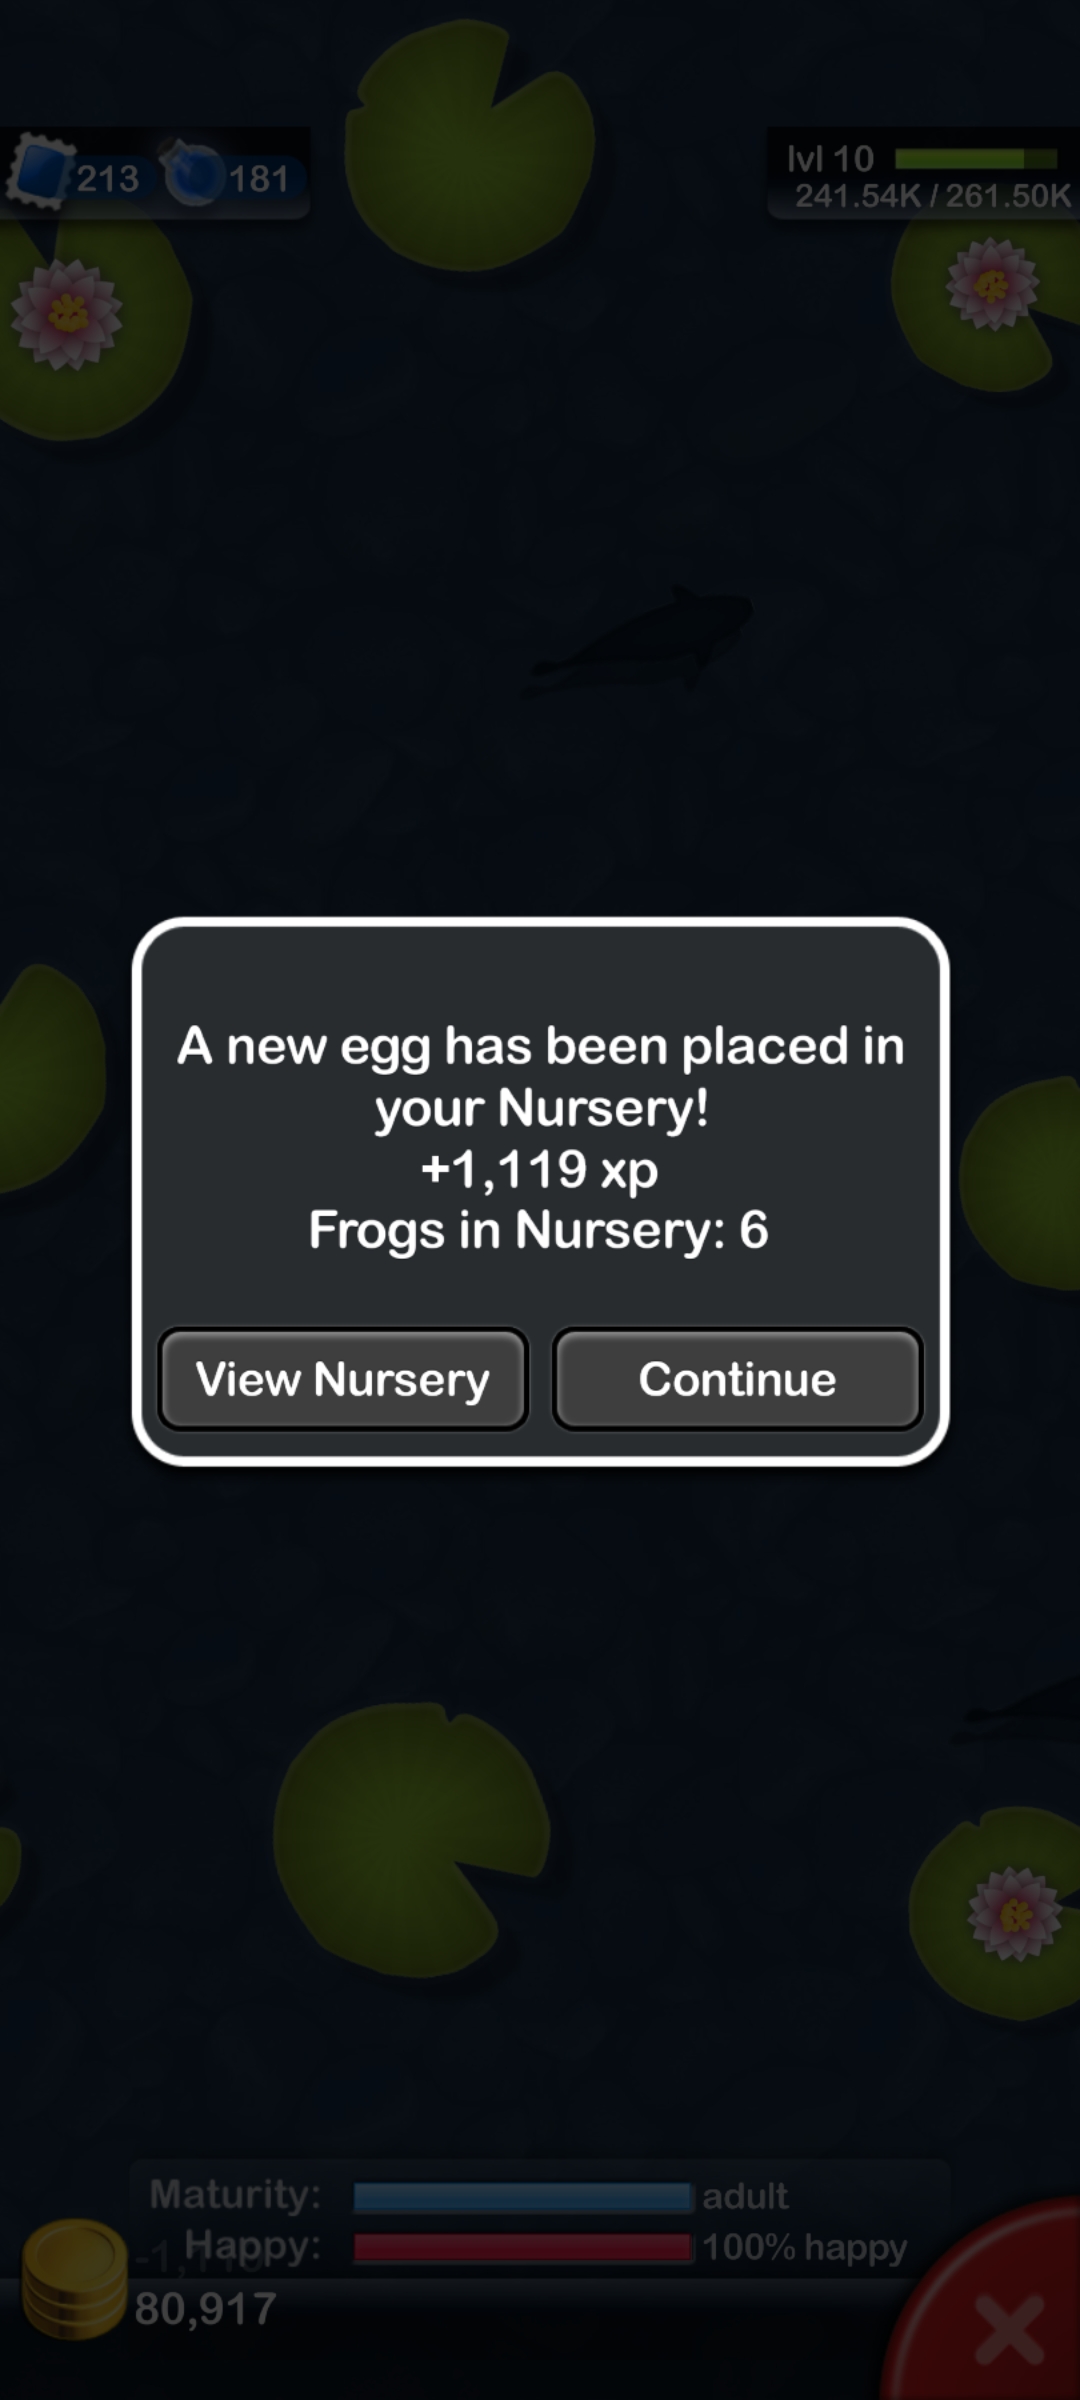 213
181
lvl 10
241.54K / 261.50K
A new egg has been placed in
your Nursery!
+1,119 xp
Frogs in Nursery: 6
View Nursery
Continue
Maturity:
adult
Happy:
100% happy
80,917